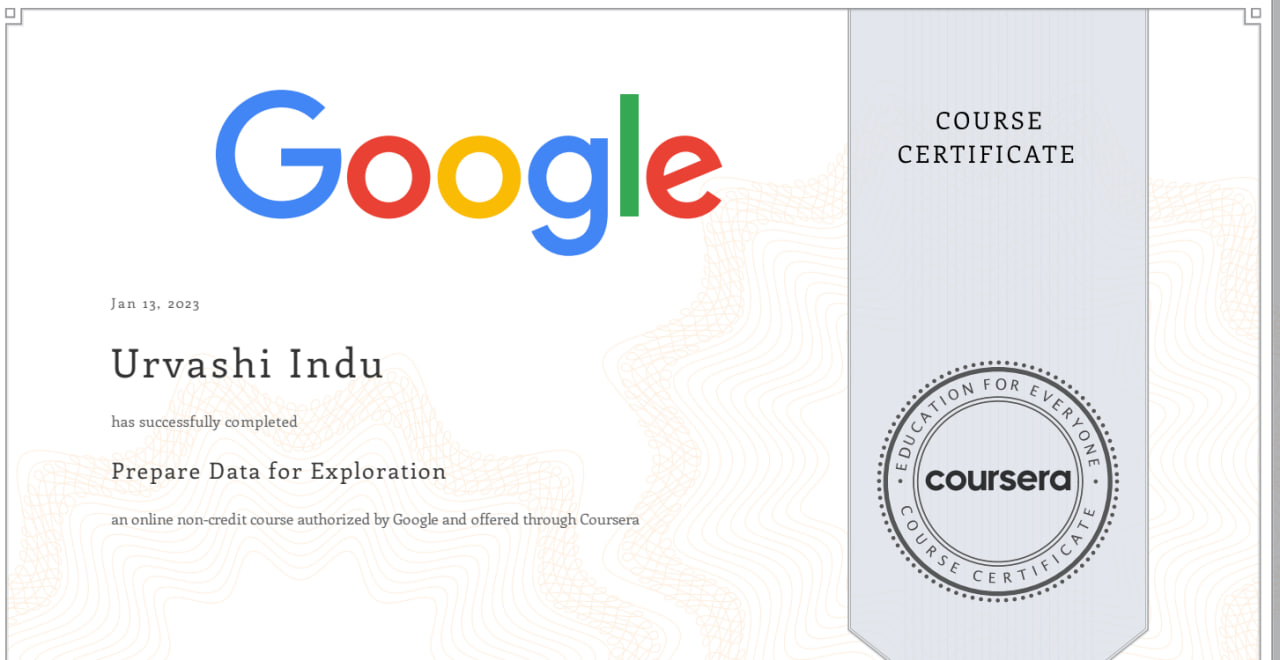 Google
COURSE
CERTIFICATE
Jan 13, 2023
Urvashi Indu
has successfully completed
Prepare Data for Exploration
an online non-credit course authorized by Google and offered through Coursera
EDUCATION FOR EVERYONE
coursera
COURSE CERTIFICATE